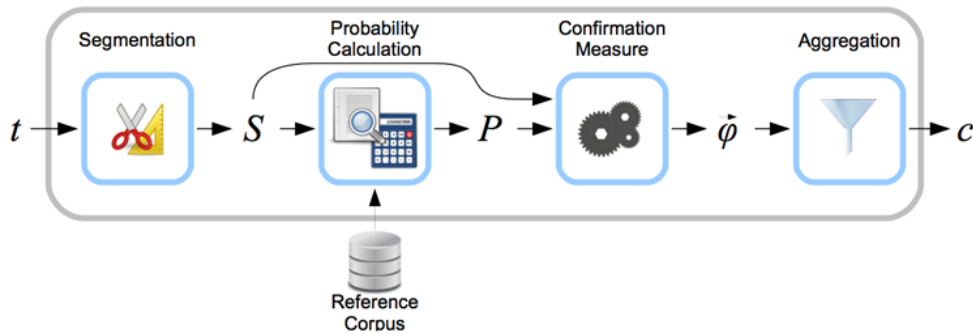 Segmentation
Probability
Calculation
Confirmation
Measure
Aggregation
t
S
P
φ⃗
c
Reference
Corpus